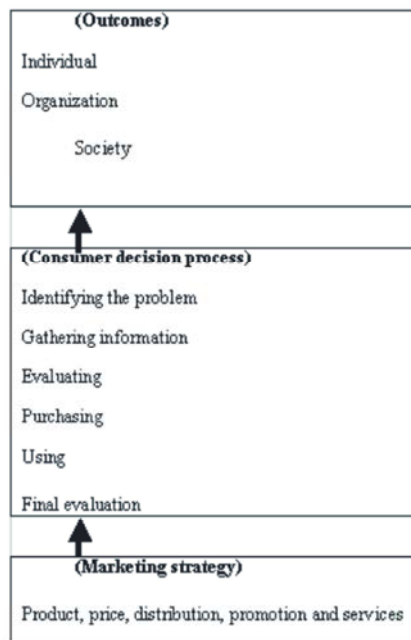 (Outcomes)
Individual
Organization
Society
(Consumer decision process)
Identifying the problem
Gathering information
Evaluating
Purchasing
Using
Final evaluation
(Marketing strategy)
Product, price, distribution, promotion and services